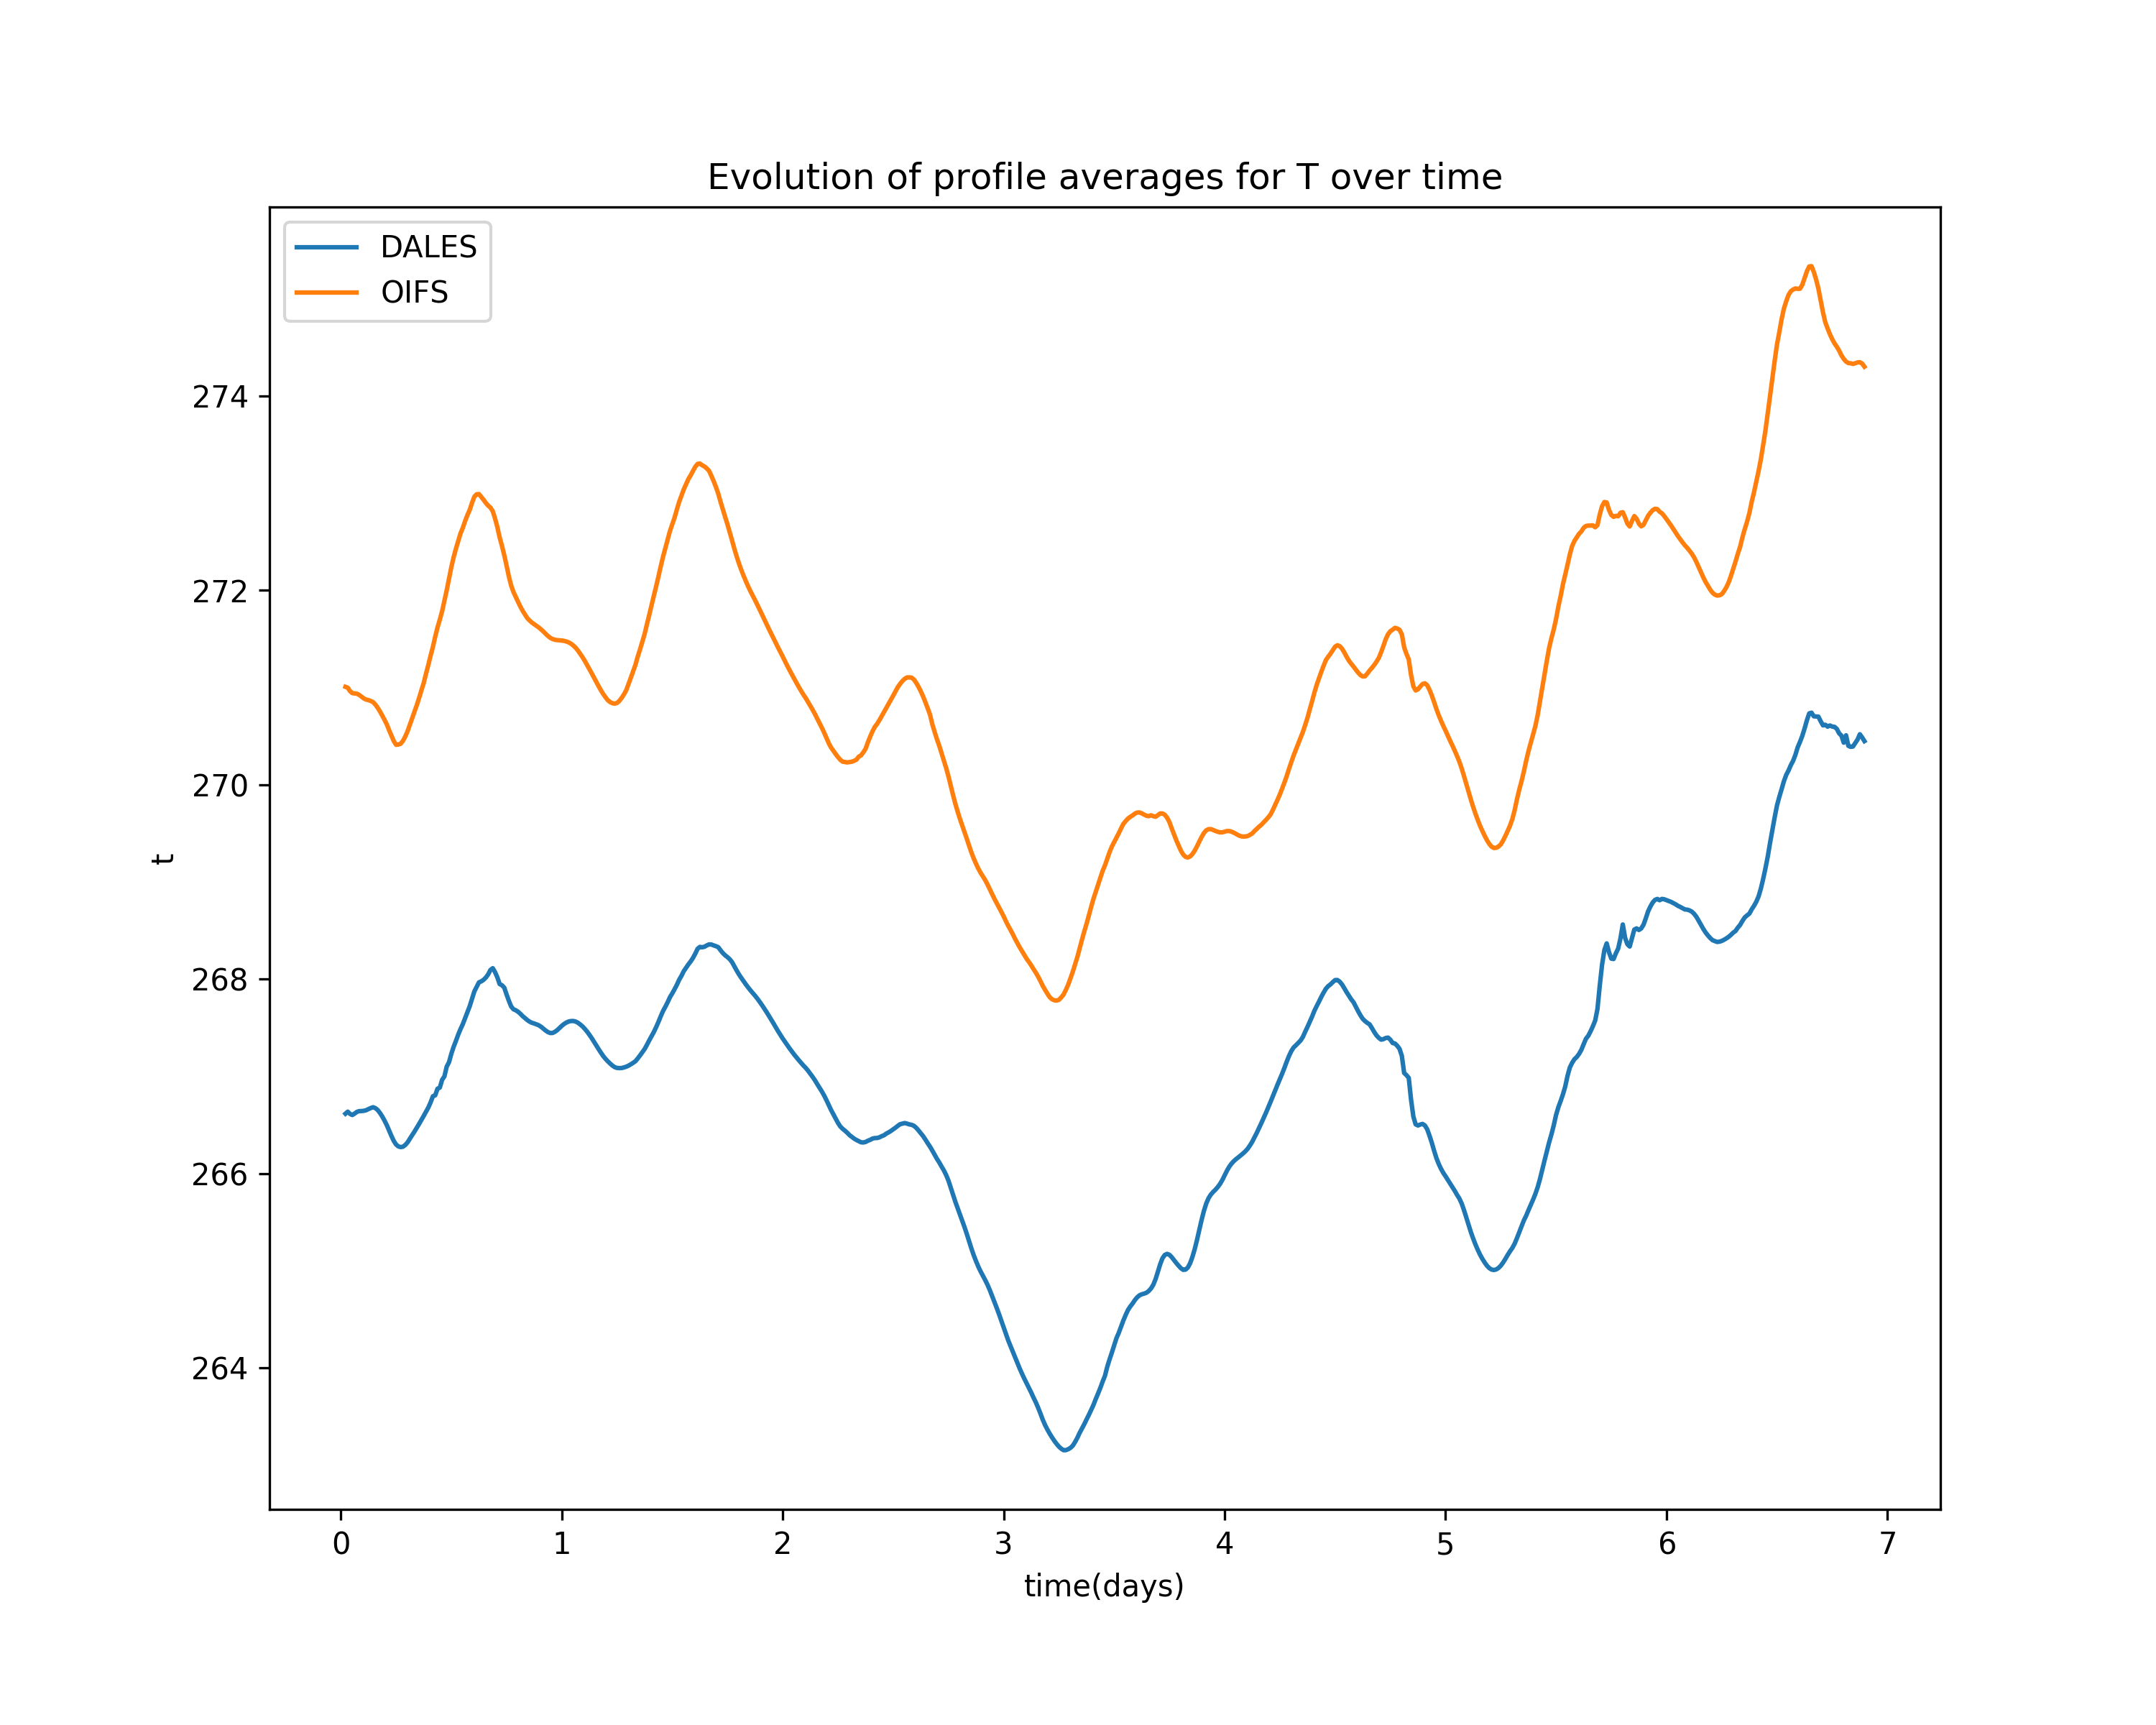 Evolution of profile averages for T over time
DALES
OIFS
274
272
270
268
266
264
t
0 1 2 3 4 5 6 7
time(days)